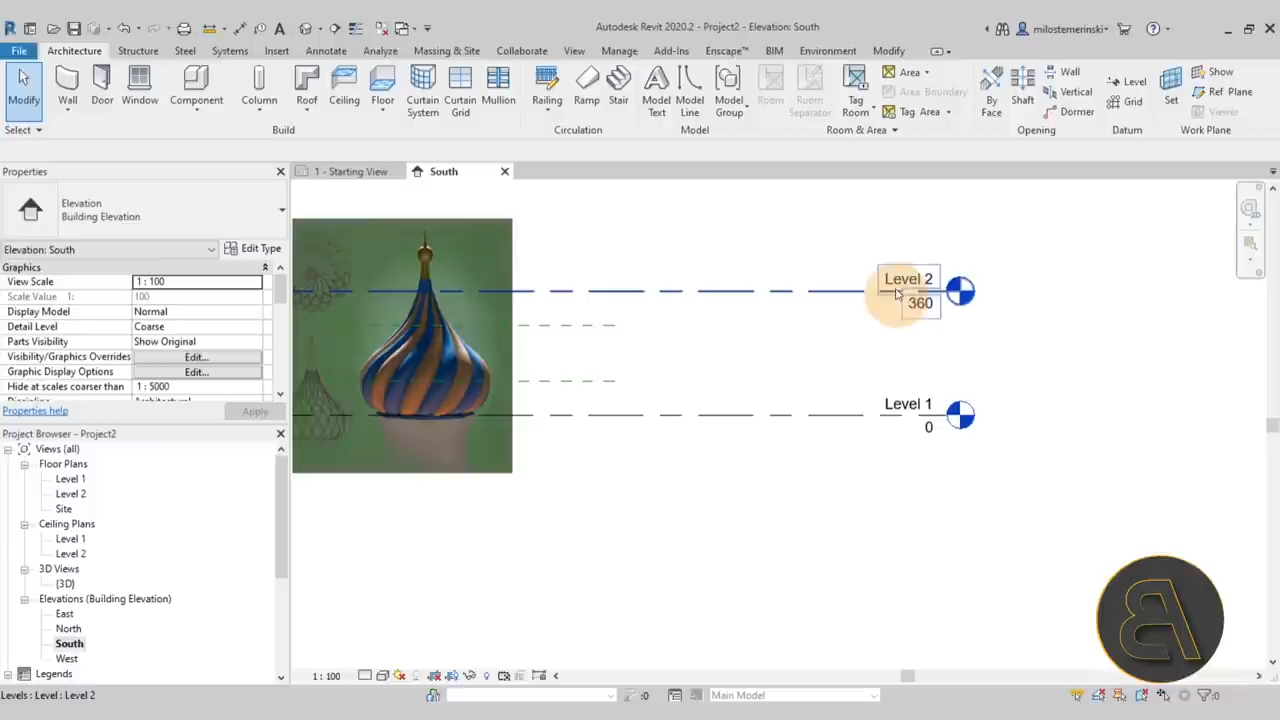 Autodesk Revit 2020.2 - Project2 - Elevation: South
milosteminski
File Architecture Structure Steel Systems Insert Annotate Analyze Massing & Site Collaborate View Manage Add-Ins Enscape™ BIM Environment Modify
Modify Wall Door Window Component Column Roof Ceiling Floor Curtain System Curtain Grid Mullion Railing Ramp Stair Model Text Model Line Model Group Room Room Separator Tag Room Area Area Boundary Tag Area By Face Shaft Wall Vertical Dormer Level Grid Set Show Ref Plane Viewer
Select Build Circulation Model Room & Area Opening Datum Work Plane
Properties
1 - Starting View
South
Elevation
Building Elevation
Elevation: South
Edit Type
Graphics
View Scale 1 : 100
Scale Value 1: 100
Display Model Normal
Detail Level Coarse
Parts Visibility Show Original
Visibility/Graphics Overrides Edit...
Graphic Display Options Edit...
Hide at scales coarser than 1 : 5000
Properties help
Apply
Level 2
360
Level 1
0
Project Browser - Project2
Views (all)
Floor Plans
Level 1
Level 2
Site
Ceiling Plans
Level 1
Level 2
3D Views
{3D}
Elevations (Building Elevation)
East
North
South
West
Legends
1 : 100
Levels : Level : Level 2
:0
Main Model
:0